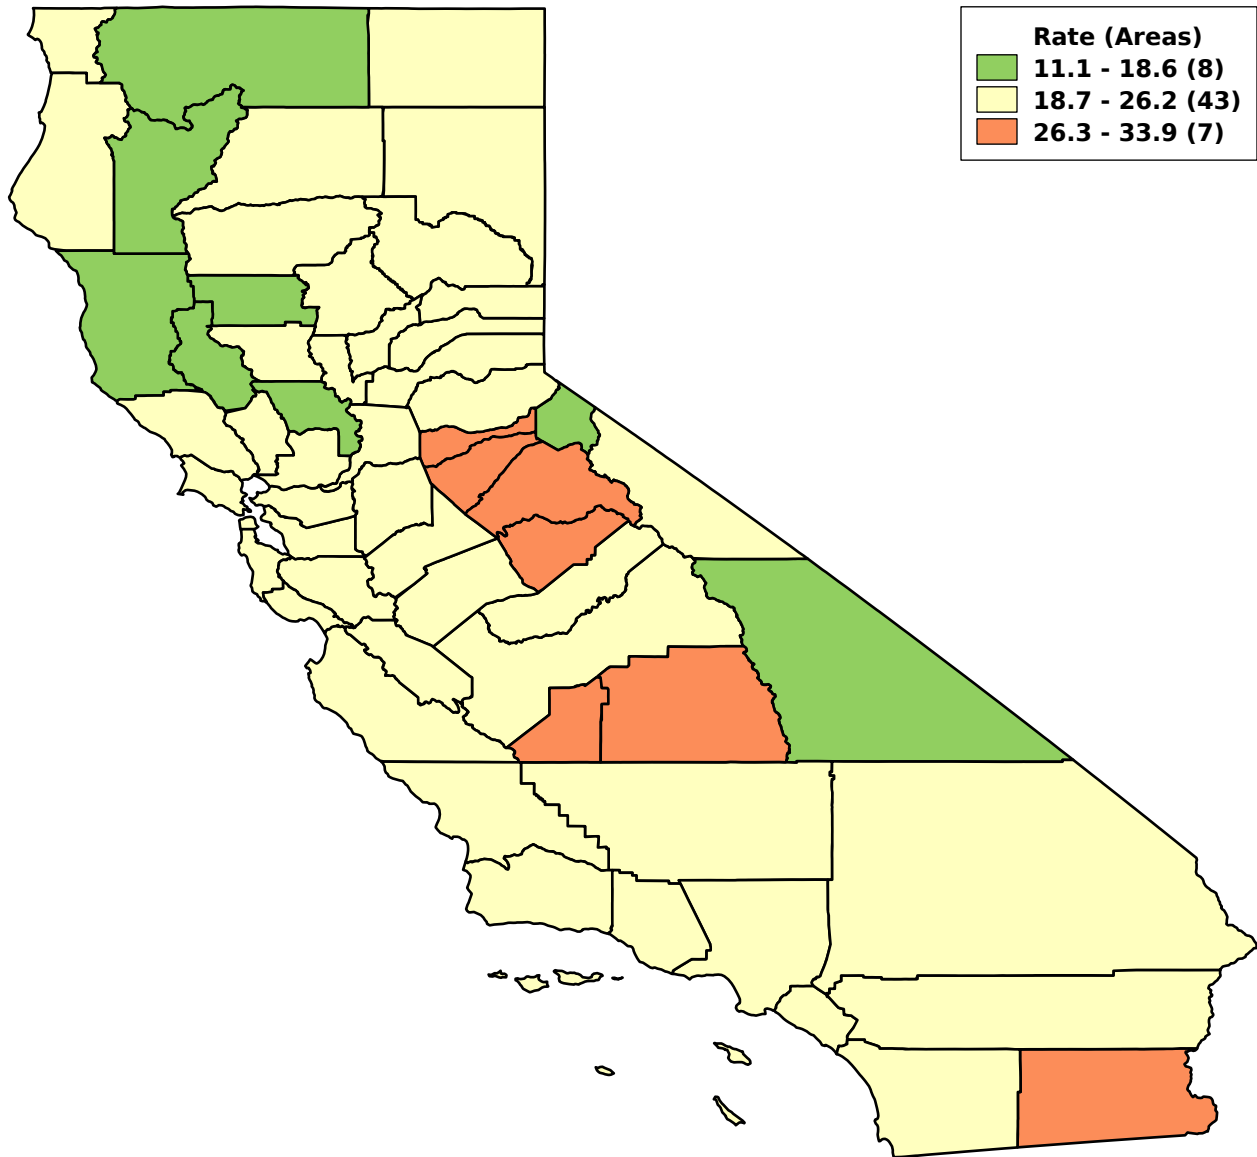 Rate (Areas)
11.1 - 18.6 (8)
18.7 - 26.2 (43)
26.3 - 33.9 (7)